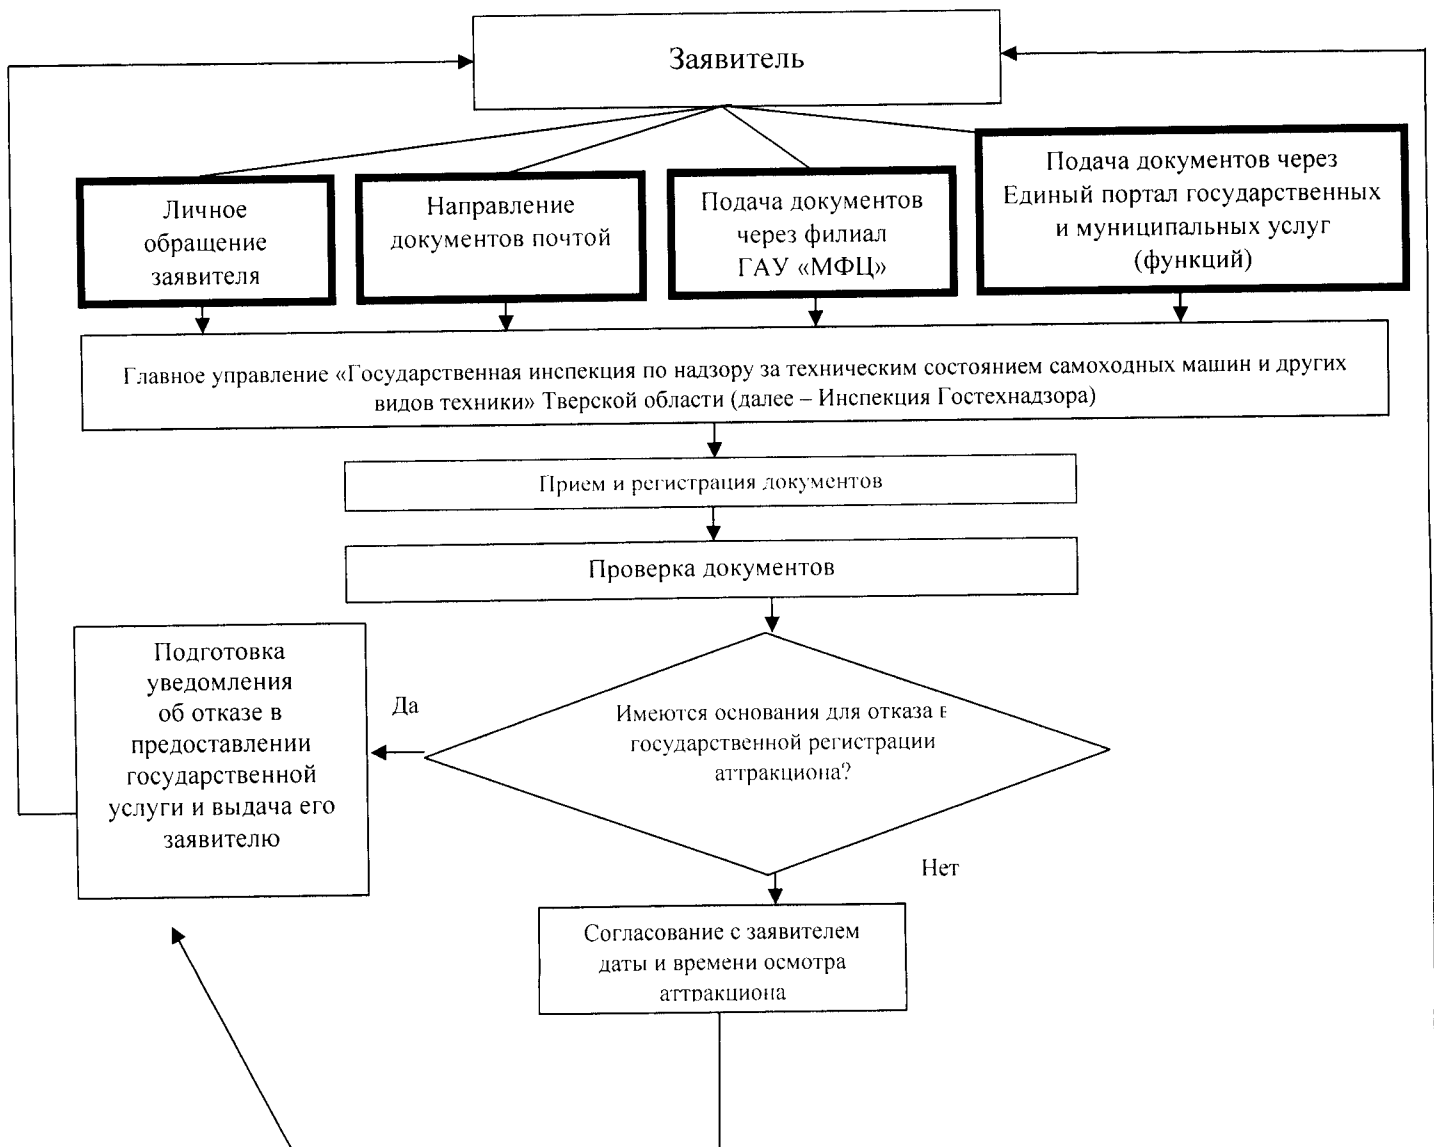 Заявитель
Личное
обращение
заявителя
Направление
документов почтой
Подача документов
через филиал
ГАУ «МФЦ»
Подача документов через
Единый портал государственных
и муниципальных услуг
(функций)
Главное управление «Государственная инспекция по надзору за техническим состоянием самоходных машин и других
видов техники» Тверской области (далее – Инспекция Гостехнадзора)
Прием и регистрация документов
Проверка документов
Подготовка
уведомления
об отказе в
предоставлении
государственной
услуги и выдача его
заявителю
Да
Имеются основания для отказа в
государственной регистрации
аттракциона?
Нет
Согласование с заявителем
даты и времени осмотра
аттракциона